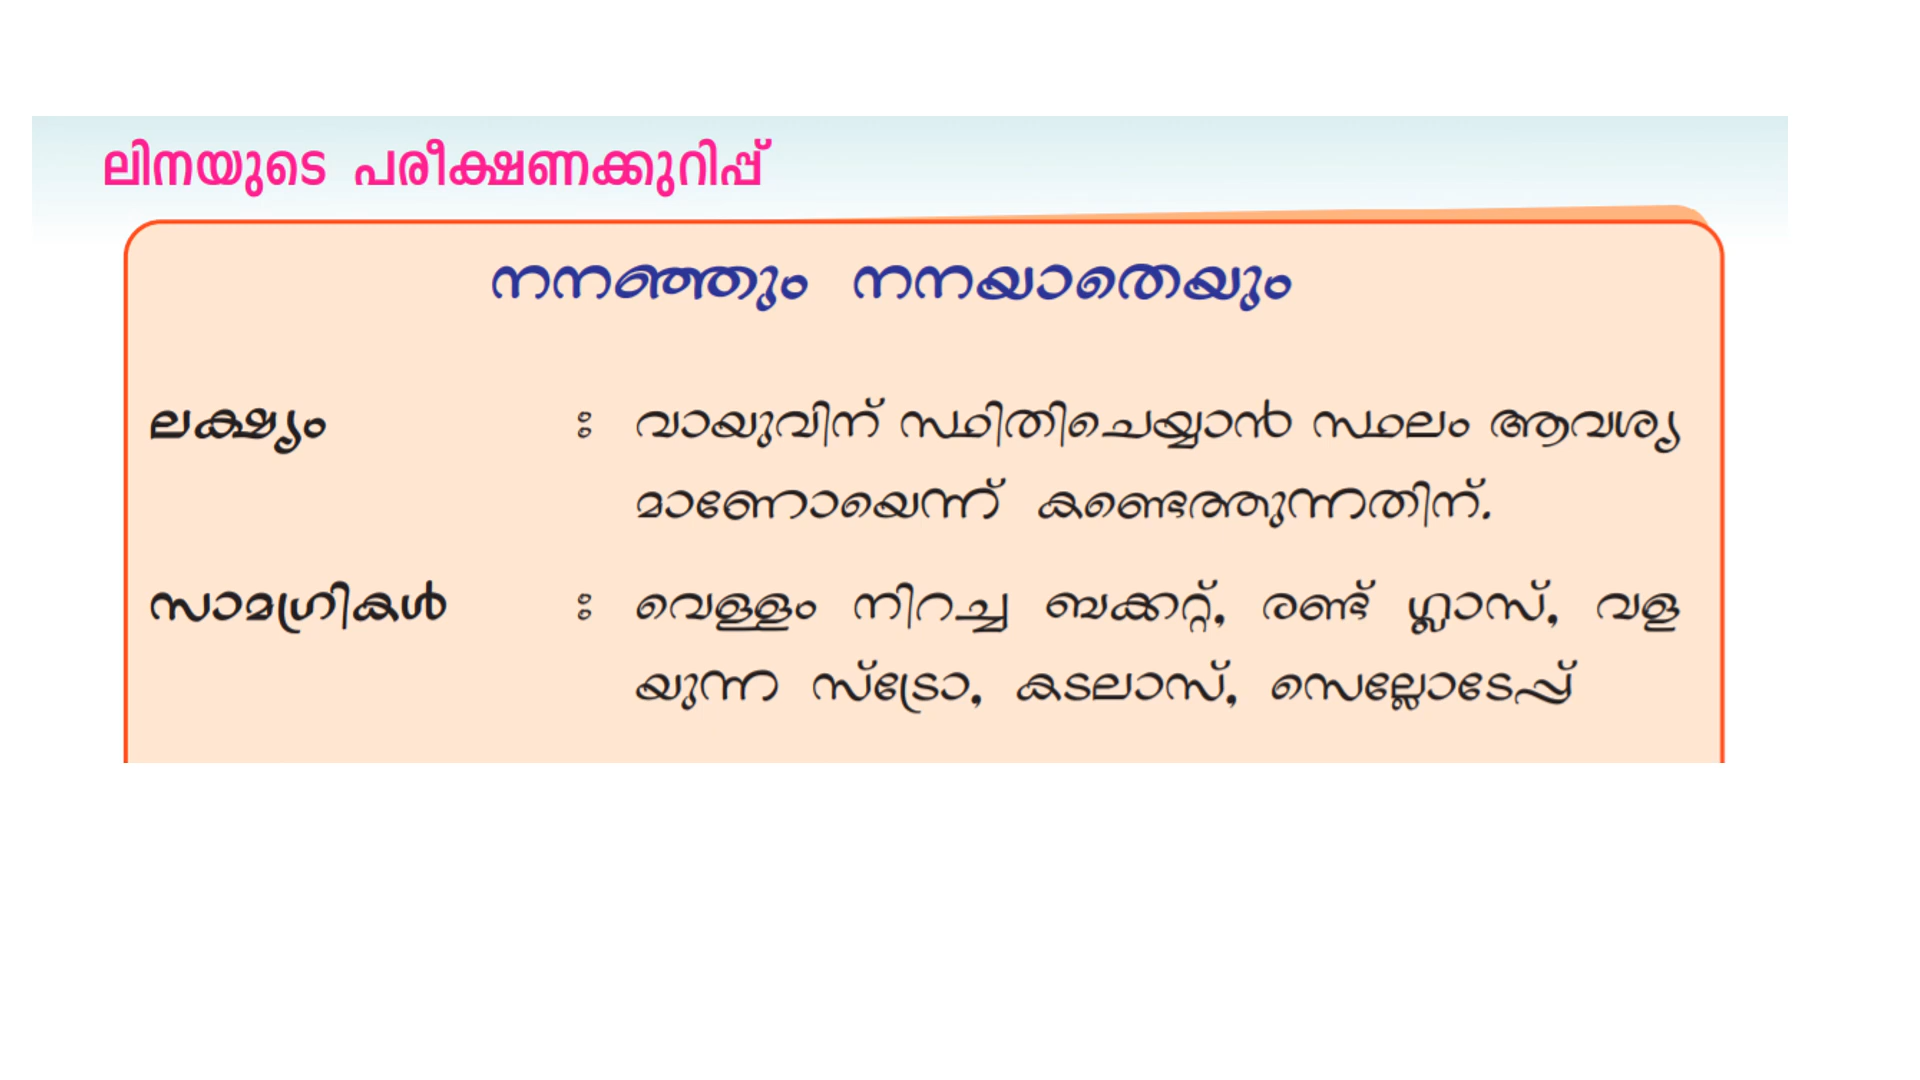 ലിനയുടെ പരീക്ഷണക്കുറിപ്പ്
നനഞ്ഞും നനയാതെയും
ലക്ഷ്യം : വായുവിന് സ്ഥിതിചെയ്യാൻ സ്ഥലം ആവശ്യ
മാണോയെന്ന് കണ്ടെത്തുന്നതിന്.
സാമഗ്രികൾ : വെള്ളം നിറച്ച ബക്കറ്റ്, രണ്ട് ഗ്ലാസ്, വള
യുന്ന സ്ട്രോ, കടലാസ്, സെല്ലോടേപ്പ്